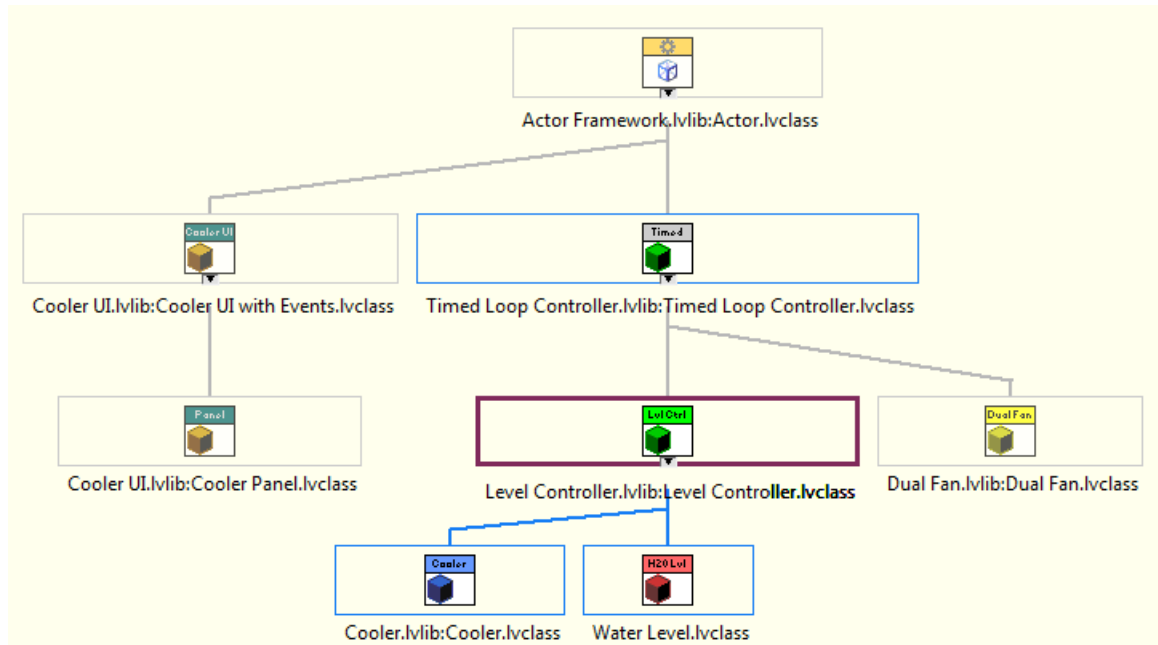 Actor Framework.lvlib:Actor.lvclass
Cooler UI
Timed
Cooler UI.lvlib:Cooler UI with Events.lvclass
Timed Loop Controller.lvlib:Timed Loop Controller.lvclass
Panel
Lvl Ctrl
Dual Fan
Cooler UI.lvlib:Cooler Panel.lvclass
Level Controller.lvlib:Level Controller.lvclass
Dual Fan.lvlib:Dual Fan.lvclass
Cooler
H20 Lvl
Cooler.lvlib:Cooler.lvclass
Water Level.lvclass